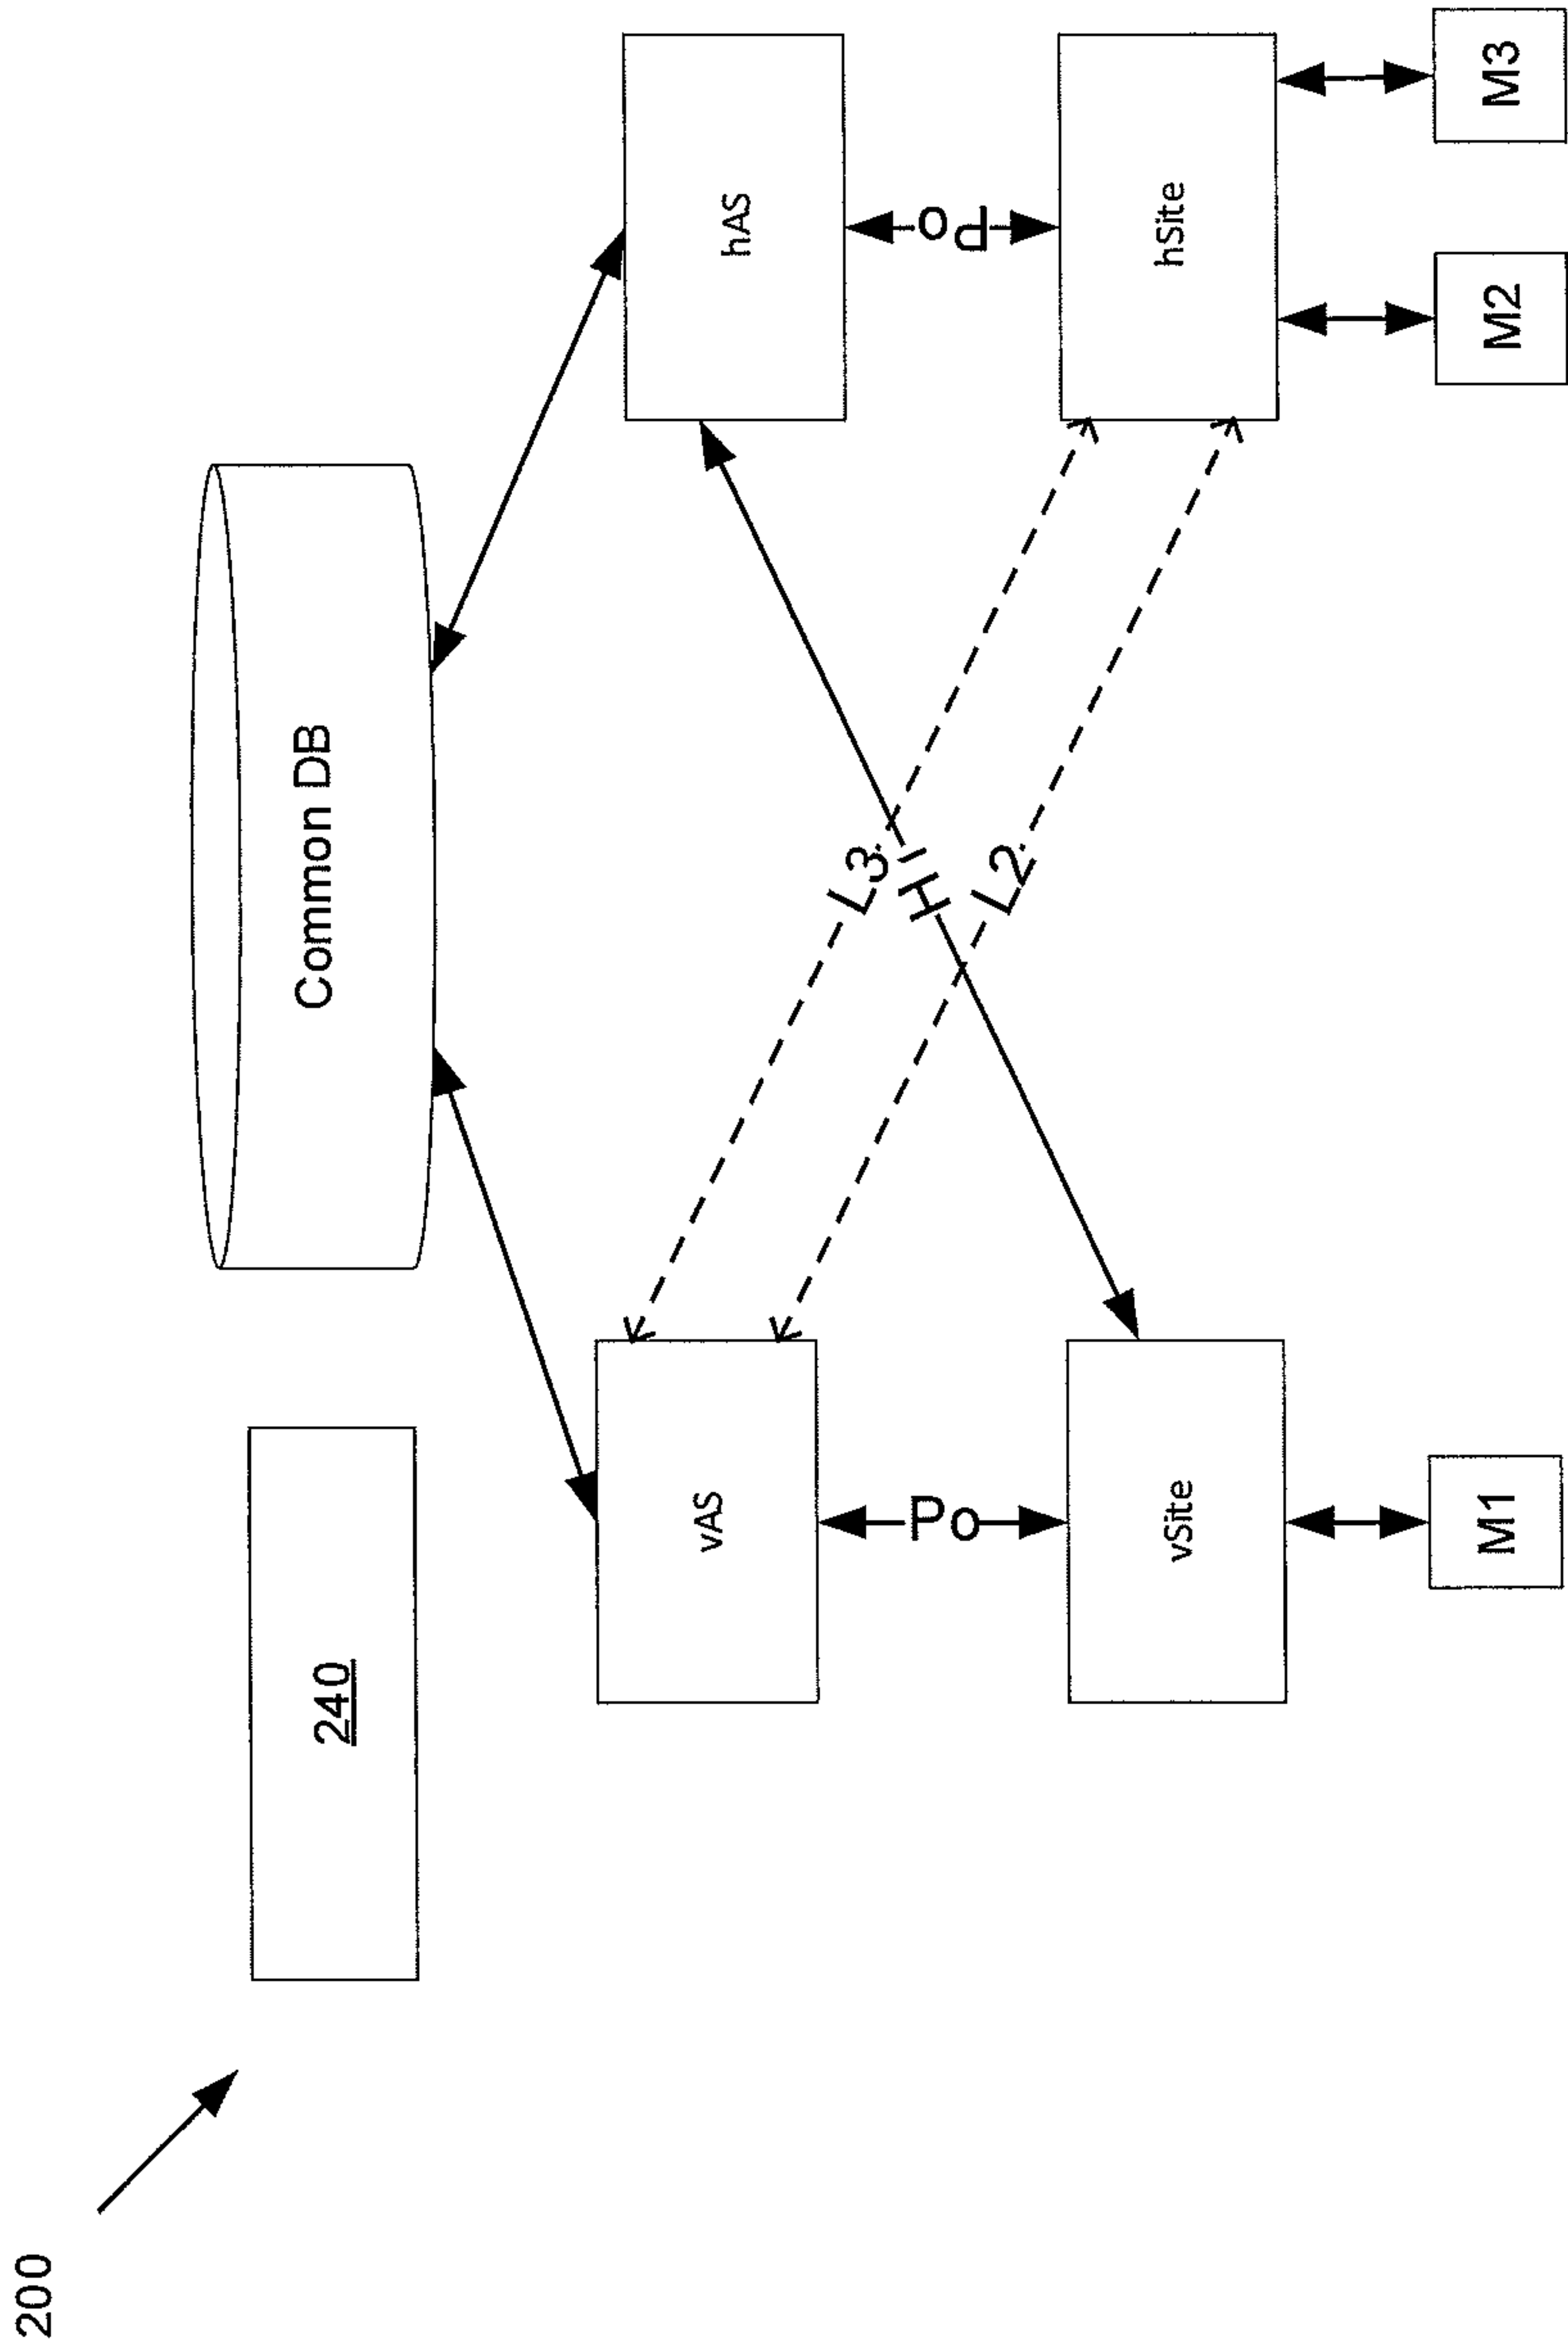 200
240
Common DB
vAS
hAS
L3
H
L2
Po
Po
vSite
hSite
M1
M2
M3